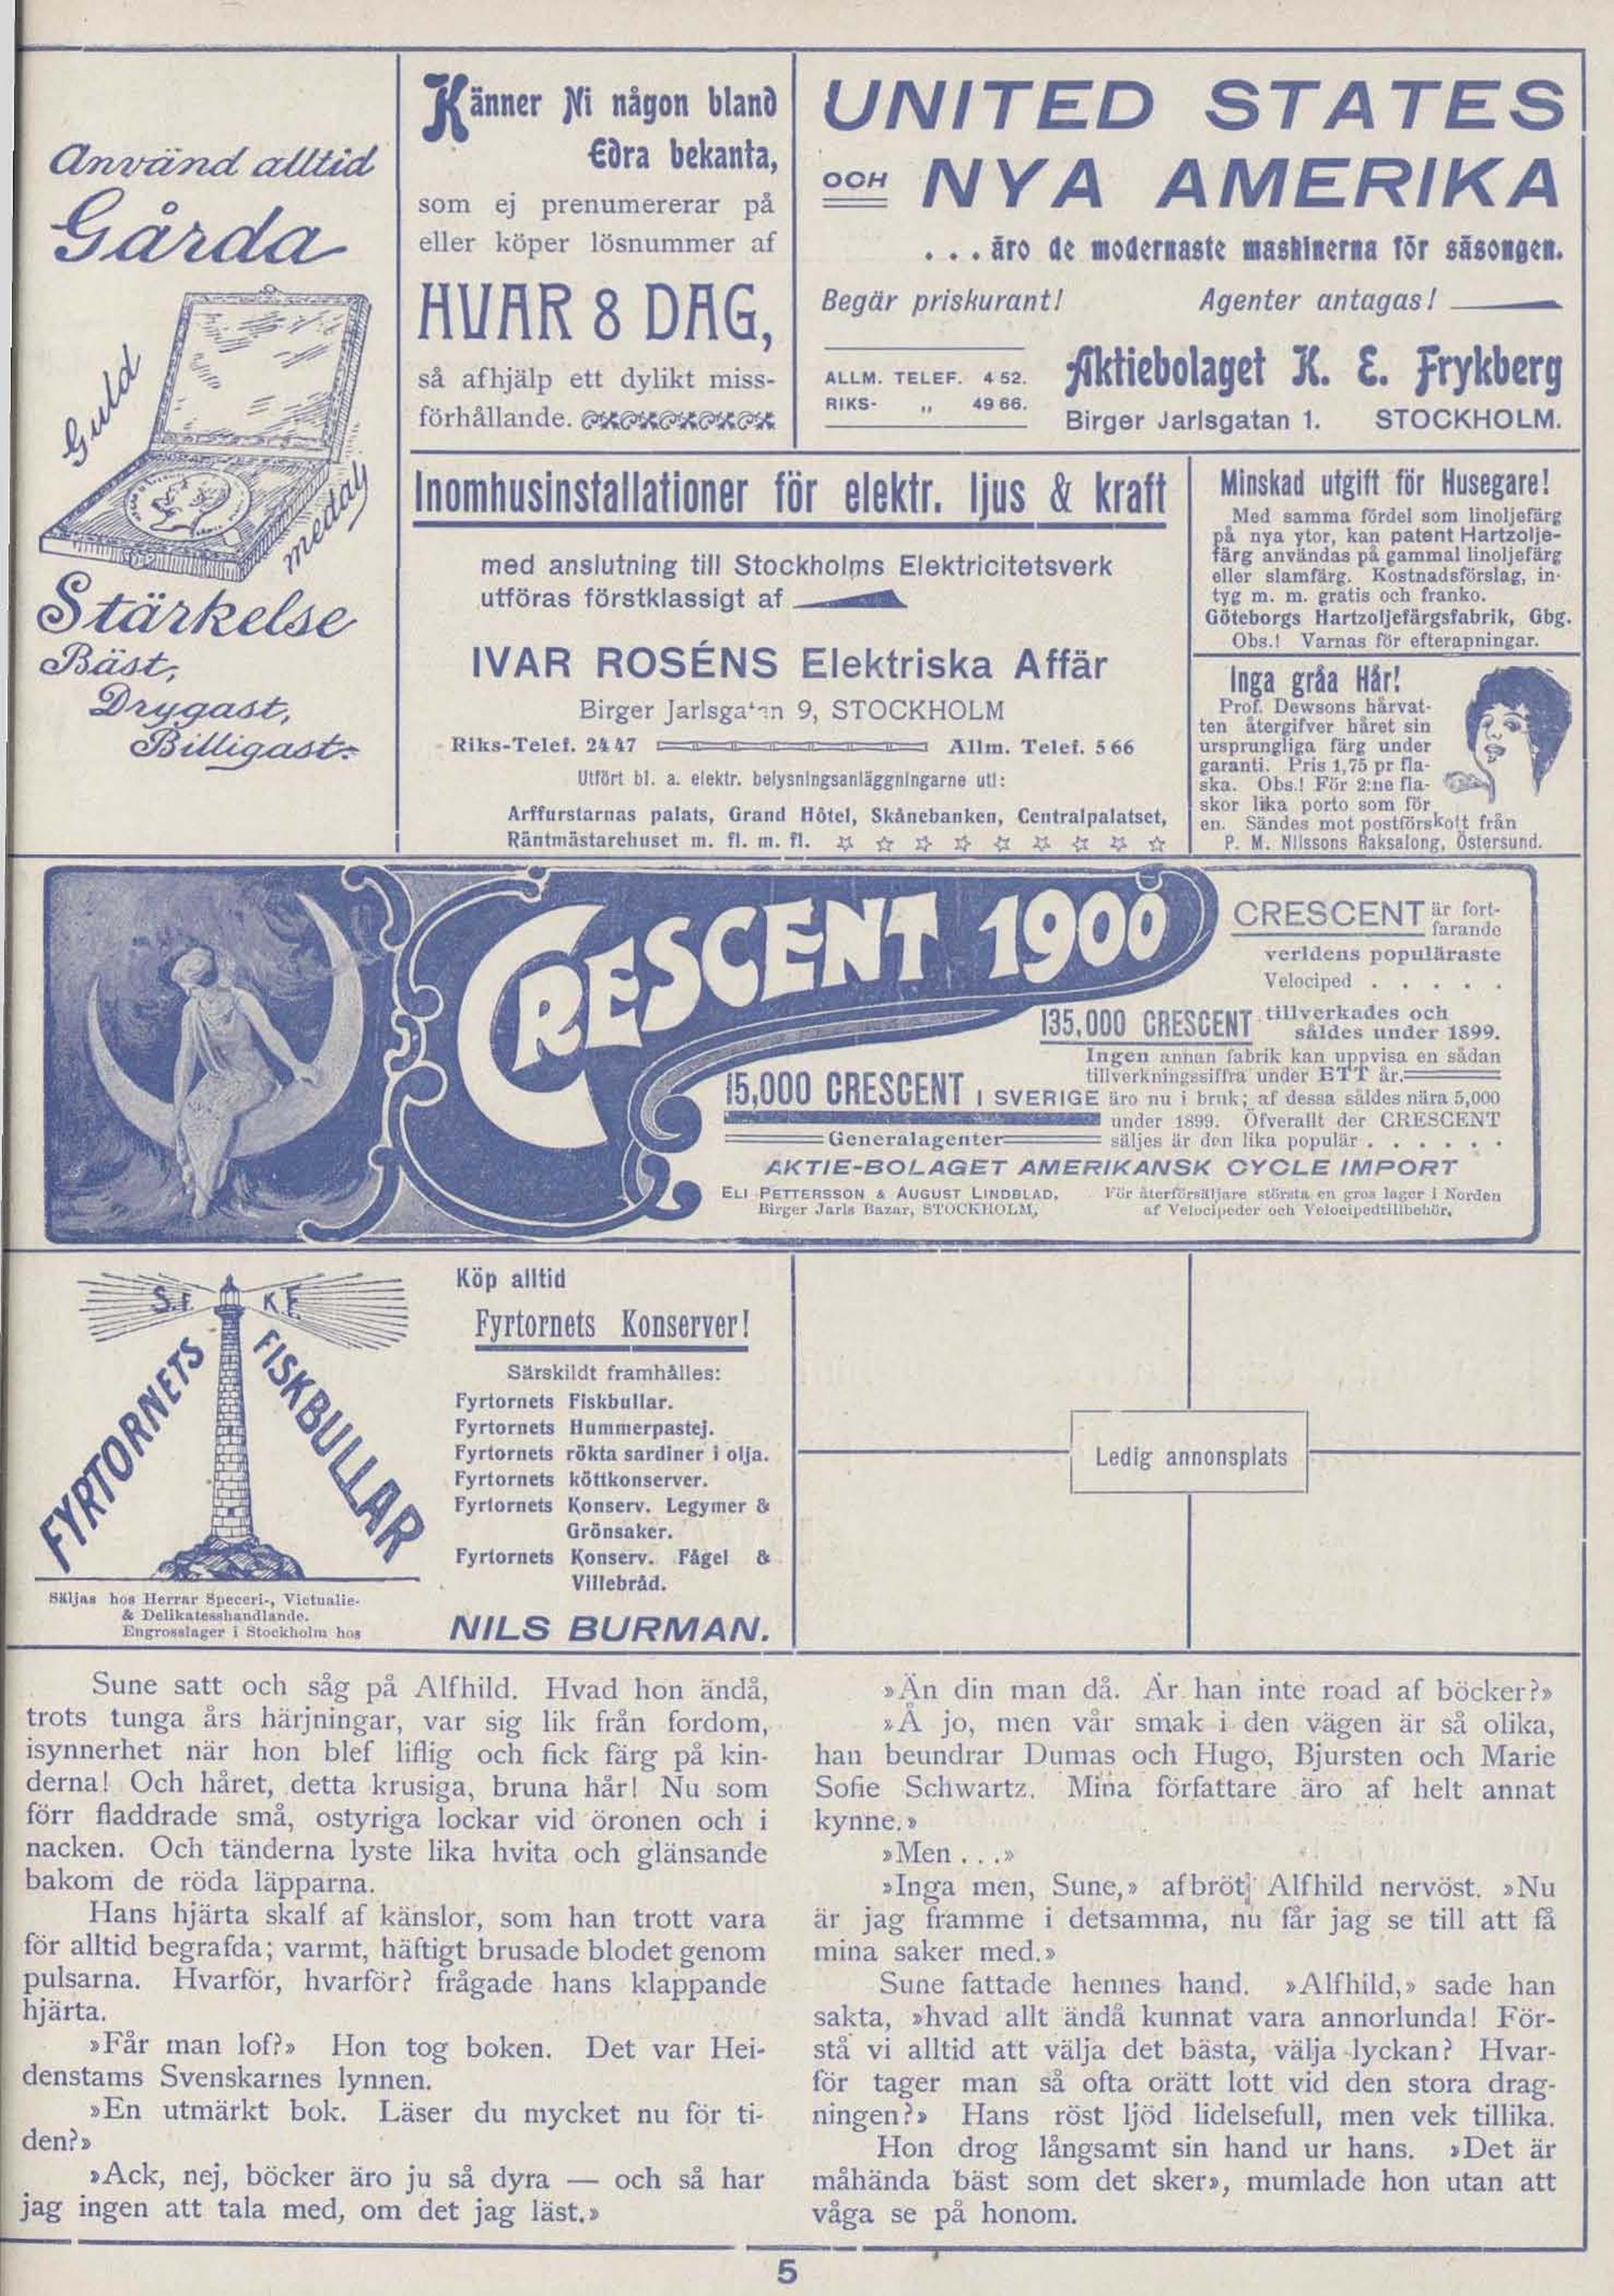 Använd alltid
Gårda
Guld
medalj
Stärkelse
Bäst,
Drygast,
Billigast.
Känner Ni någon bland
Edra bekanta,
som ej prenumererar på
eller köper lösnummer af
HVAR 8 DAG,
så afhjälp ett dylikt miss-
förhållande.
UNITED STATES
OCH NYA AMERIKA
... äro de modernaste maskinerna för säsongen.
Begär priskurant! Agenter antagas!
ALLM. TELEF. 4 52.
RIKS- „ 49 66.
Aktiebolaget K. E. Frykberg
Birger Jarlsgatan 1. STOCKHOLM.
Inomhusinstallationer för elektr. ljus & kraft
med anslutning till Stockholms Elektricitetsverk
utföras förstklassigt af
IVAR ROSÉNS Elektriska Affär
Birger Jarlsgatan 9, STOCKHOLM
Riks-Telef. 24 47 Allm. Telef. 5 66
Utfört bl. a. elektr. belysningsanläggningarne uti:
Arffurstarnas palats, Grand Hôtel, Skånebanken, Centralpalatset,
Räntmästarehuset m. fl. m. fl.
Minskad utgift för Husegare!
Med samma fördel som linoljefärg
på nya ytor, kan patent Hartzolje-
färg användas på gammal linoljefärg
eller slamfärg. Kostnadsförslag, in-
tyg m. m. gratis och franko.
Göteborgs Hartzoljefärgsfabrik, Gbg.
Obs.! Varnas för efterapningar.
Inga gråa Hår!
Prof. Dewsons hårvat-
ten återgifver håret sin
ursprungliga färg under
garanti. Pris 1,75 pr fla-
ska. Obs.! För 2:ne fla-
skor lika porto som för
en. Sändes mot postförskott från
P. M. Nilssons Raksalong, Östersund.
CRESCENT 1900
CRESCENT är fort-
farande
verldens populäraste
Velociped . . . . .
135,000 CRESCENT tillverkades och
såldes under 1899.
Ingen annan fabrik kan uppvisa en sådan
tillverkningssiffra under ETT år.
15,000 CRESCENT I SVERIGE äro nu i bruk; af dessa såldes nära 5,000
under 1899. Öfverallt der CRESCENT
Generalagenter säljes är den lika populär . . . . . .
AKTIE-BOLAGET AMERIKANSK CYCLE IMPORT
ELI PETTERSSON & AUGUST LINDBLAD,
Birger Jarls Bazar, STOCKHOLM,
För återförsäljare största en gros lager i Norden
af Velocipeder och Velocipedtillbehör.
S.F. K.F.
FYRTORNETS
FISKBULLAR
Säljas hos Herrar Speceri-, Victualie-
& Delikatesshandlande.
Engrosslager i Stockholm hos
Köp alltid
Fyrtornets Konserver!
Särskildt framhålles:
Fyrtornets Fiskbullar.
Fyrtornets Hummerpastej.
Fyrtornets rökta sardiner i olja.
Fyrtornets köttkonserver.
Fyrtornets Konserv. Legymer &
Grönsaker.
Fyrtornets Konserv. Fågel &
Villebråd.
NILS BURMAN.
Ledig annonsplats
Sune satt och såg på Alfhild. Hvad hon ändå,
trots tunga års härjningar, var sig lik från fordom,
isynnerhet när hon blef liflig och fick färg på kin-
derna! Och håret, detta krusiga, bruna hår! Nu som
förr fladdrade små, ostyriga lockar vid öronen och i
nacken. Och tänderna lyste lika hvita och glänsande
bakom de röda läpparna.
Hans hjärta skalf af känslor, som han trott vara
för alltid begrafda; varmt, häftigt brusade blodet genom
pulsarna. Hvarför, hvarför? frågade hans klappande
hjärta.
»Får man lof?» Hon tog boken. Det var Hei-
denstams Svenskarnes lynnen.
»En utmärkt bok. Läser du mycket nu för ti-
den?»
»Ack, nej, böcker äro ju så dyra — och så har
jag ingen att tala med, om det jag läst.»
»Än din man då. Är han inte road af böcker?»
»Å jo, men vår smak i den vägen är så olika,
han beundrar Dumas och Hugo, Bjursten och Marie
Sofie Schwartz. Mina författare äro af helt annat
kynne.»
»Men . . .»
»Inga men, Sune,» afbröt Alfhild nervöst. »Nu
är jag framme i detsamma, nu får jag se till att få
mina saker med.»
Sune fattade hennes hand. »Alfhild,» sade han
sakta, »hvad allt ändå kunnat vara annorlunda! För-
stå vi alltid att välja det bästa, välja lyckan? Hvar-
för tager man så ofta orätt lott vid den stora drag-
ningen?» Hans röst ljöd lidelsefull, men vek tillika.
Hon drog långsamt sin hand ur hans. »Det är
måhända bäst som det sker», mumlade hon utan att
våga se på honom.
5